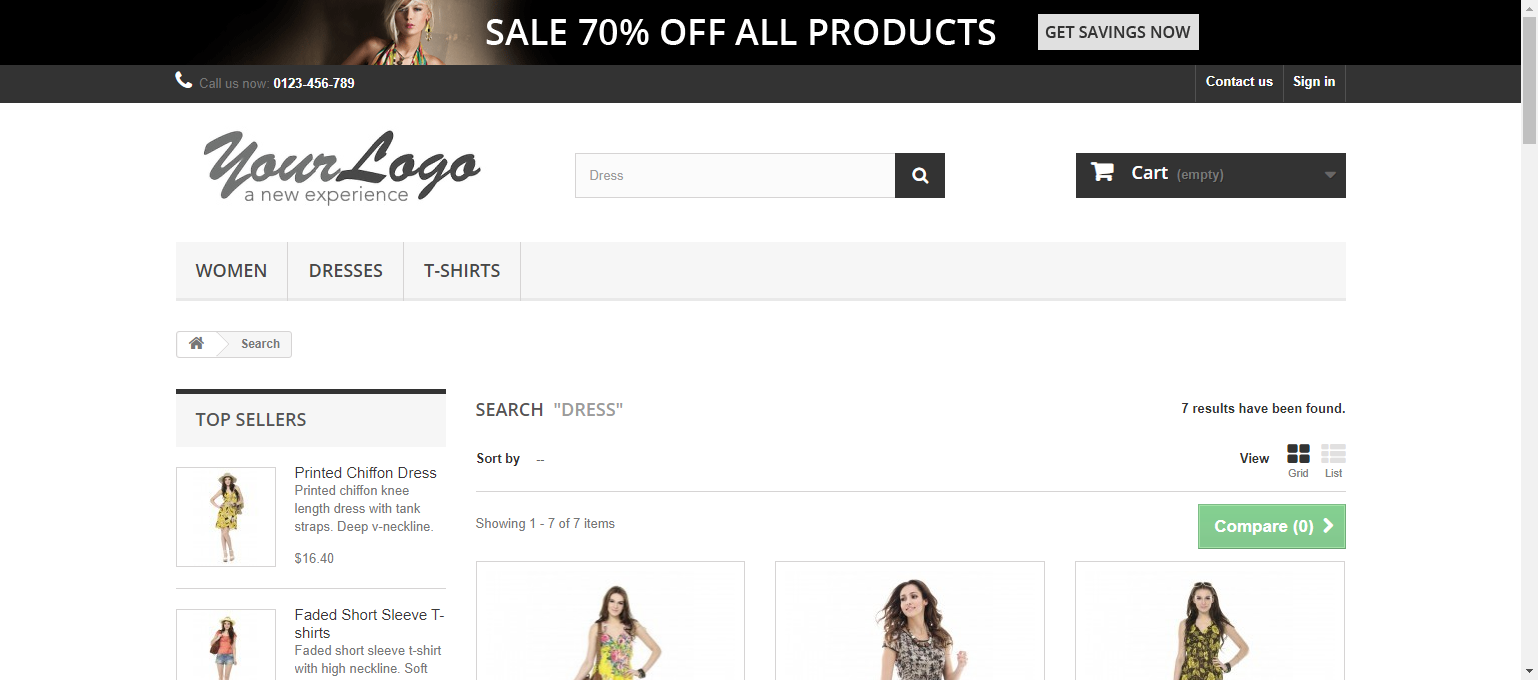 SALE 70% OFF ALL PRODUCTS
GET SAVINGS NOW
Call us now: 0123-456-789
Contact us
Sign in
Your Logo
a new experience
Dress
Cart (empty)
WOMEN
DRESSES
T-SHIRTS
Search
TOP SELLERS
Printed Chiffon Dress
Printed chiffon knee
length dress with tank
straps. Deep v-neckline.
$16.40
Faded Short Sleeve T-
shirts
Faded short sleeve t-shirt
with high neckline. Soft
SEARCH "DRESS"
7 results have been found.
Sort by --
View
Grid
List
Showing 1 - 7 of 7 items
Compare (0)